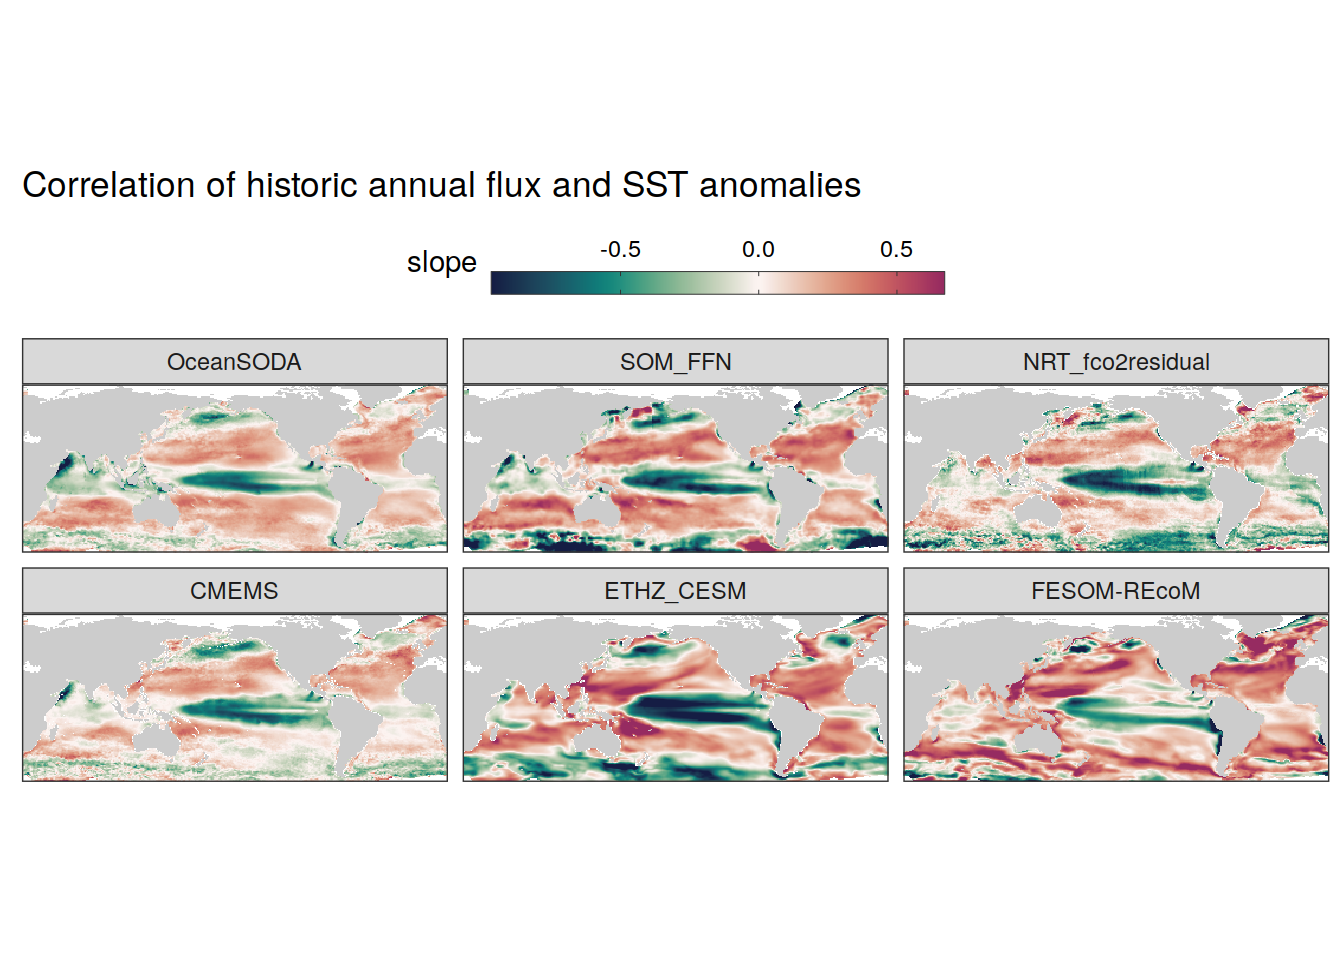 Correlation of historic annual flux and SST anomalies
slope
-0.5 0.0 0.5
OceanSODA SOM_FFN NRT_fco2residual
CMEMS ETHZ_CESM FESOM-REcoM